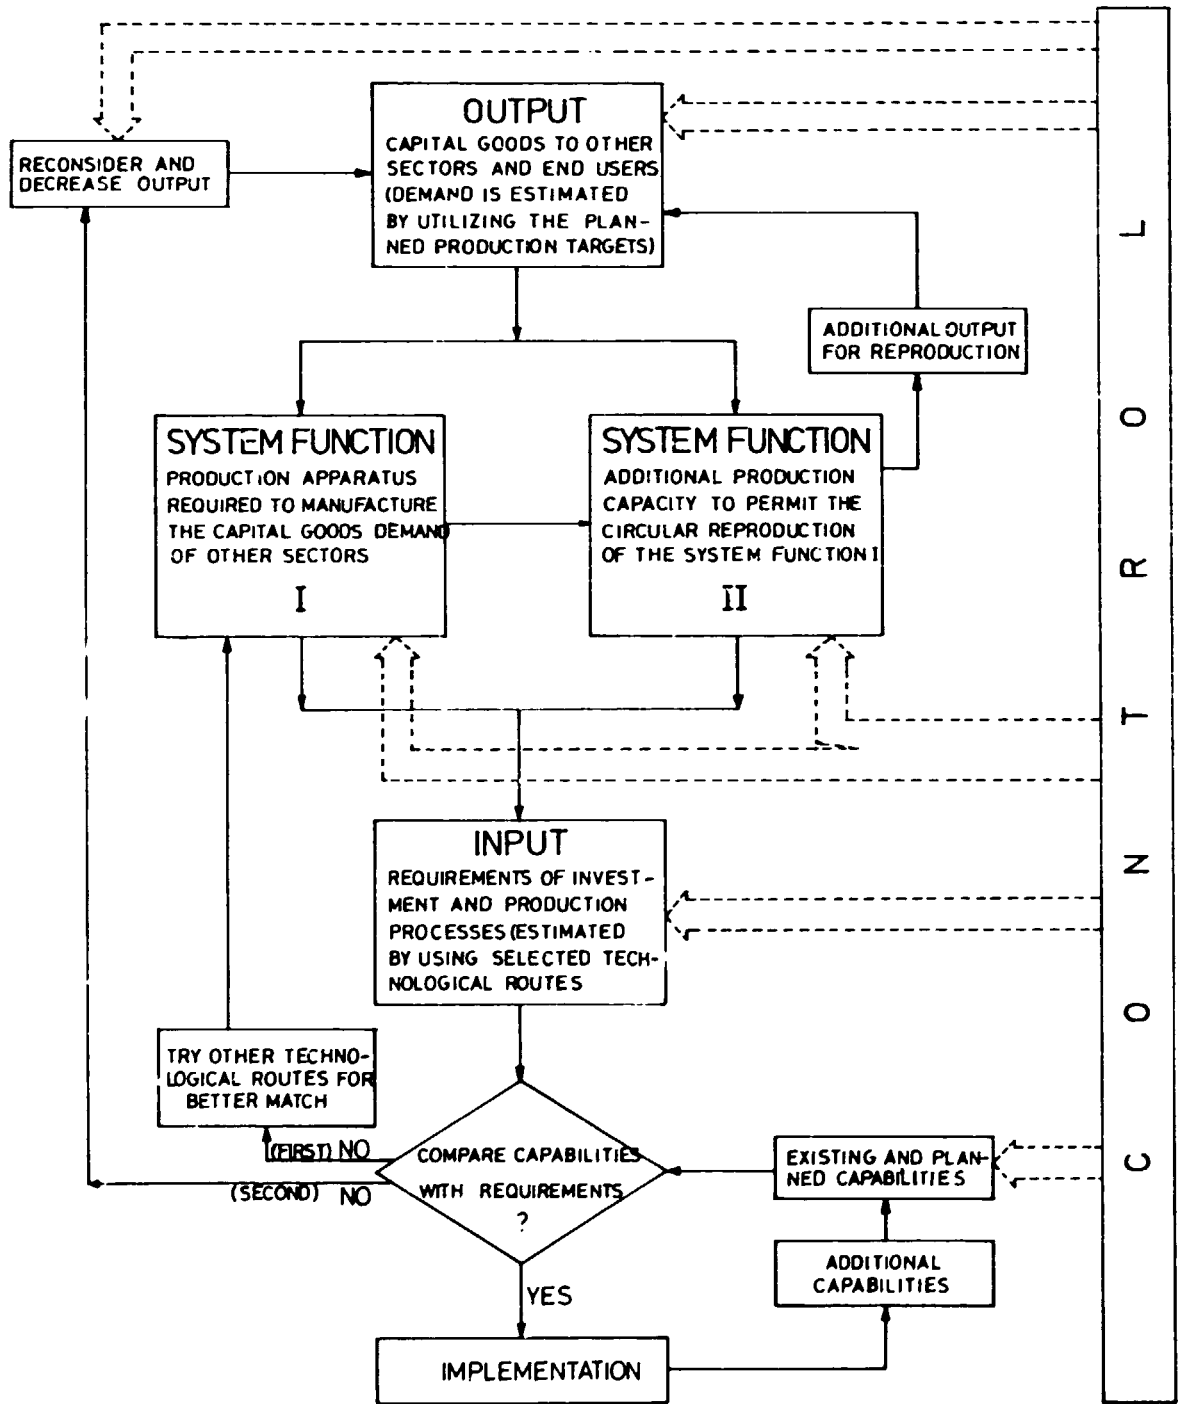 OUTPUT
CAPITAL GOODS TO OTHER
SECTORS AND END USERS
(DEMAND IS ESTIMATED
BY UTILIZING THE PLAN-
NED PRODUCTION TARGETS)
RECONSIDER AND
DECREASE OUTPUT
ADDITIONAL OUTPUT
FOR REPRODUCTION
SYSTEM FUNCTION
PRODUCTION APPARATUS
REQUIRED TO MANUFACTURE
THE CAPITAL GOODS DEMAND
OF OTHER SECTORS
I
SYSTEM FUNCTION
ADDITIONAL PRODUCTION
CAPACITY TO PERMIT THE
CIRCULAR REPRODUCTION
OF THE SYSTEM FUNCTION I
II
INPUT
REQUIREMENTS OF INVEST-
MENT AND PRODUCTION
PROCESSES (ESTIMATED
BY USING SELECTED TECH-
NOLOGICAL ROUTES
TRY OTHER TECHNO-
LOGICAL ROUTES FOR
BETTER MATCH
(FIRST) NO
(SECOND) NO
COMPARE CAPABILITIES
WITH REQUIREMENTS
?
EXISTING AND PLAN-
NED CAPABILITIES
ADDITIONAL
CAPABILITIES
YES
IMPLEMENTATION
CONTROL